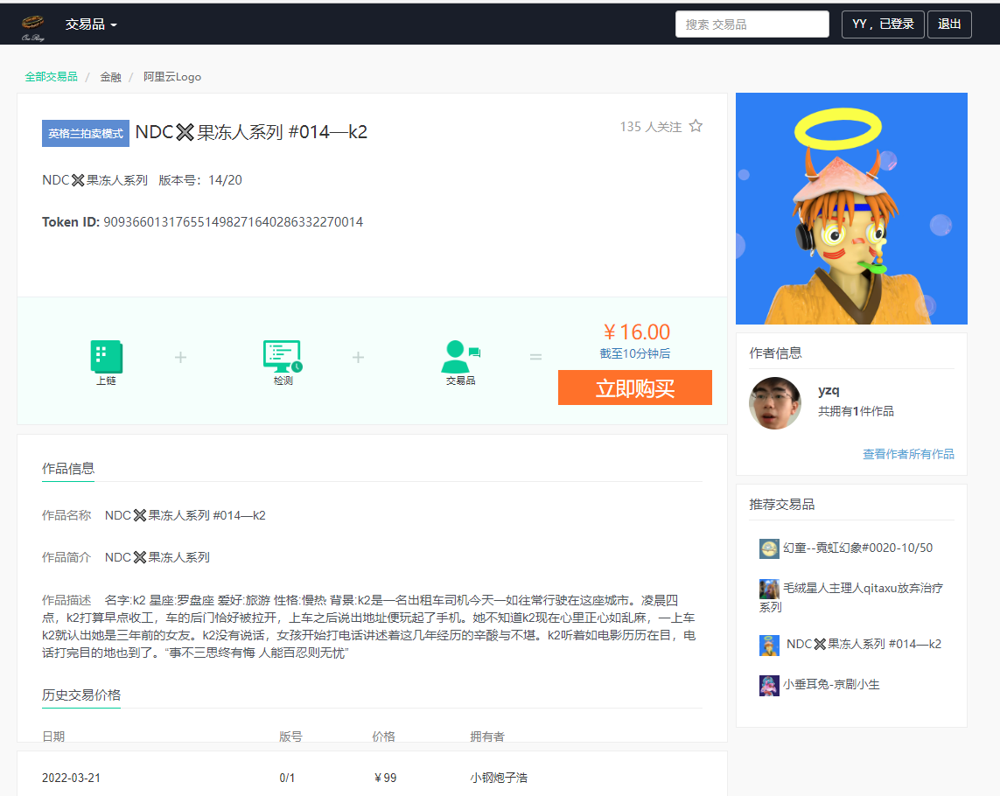 One Ring
交易品
搜索 交易品
YY，已登录
退出
全部交易品 / 金融 / 阿里云Logo
英格兰拍卖模式 NDC✖果冻人系列 #014—k2
135 人关注
NDC✖果冻人系列 版本号：14/20
Token ID: 909366013176551498271640286332270014
上链
+
检测
+
交易品
=
￥16.00
截至10分钟后
立即购买
作品信息
作品名称 NDC✖果冻人系列 #014—k2
作品简介 NDC✖果冻人系列
作品描述 名字:k2 星座:罗盘座 爱好:旅游 性格:慢热 背景:k2是一名出租车司机今天一如往常行驶在这座城市。凌晨四
点，k2打算早点收工，车的后门恰好被拉开，上车之后说出地址便玩起了手机。她不知道k2现在心里正心如乱麻，一上车
k2就认出她是三年前的女友。k2没有说话，女孩开始打电话讲述着这几年经历的辛酸与不堪。k2听着如电影历历在目，电
话打完目的地也到了。“事不三思终有悔 人能百忍则无忧”
历史交易价格
日期 版号 价格 拥有者
2022-03-21 0/1 ￥99 小钢炮子浩
作者信息
yzq
共拥有1件作品
查看作者所有作品
推荐交易品
幻童--霓虹幻象#0020-10/50
毛绒星人主理人qitaxu放弃治疗
系列
NDC✖果冻人系列 #014—k2
小垂耳兔-京剧小生